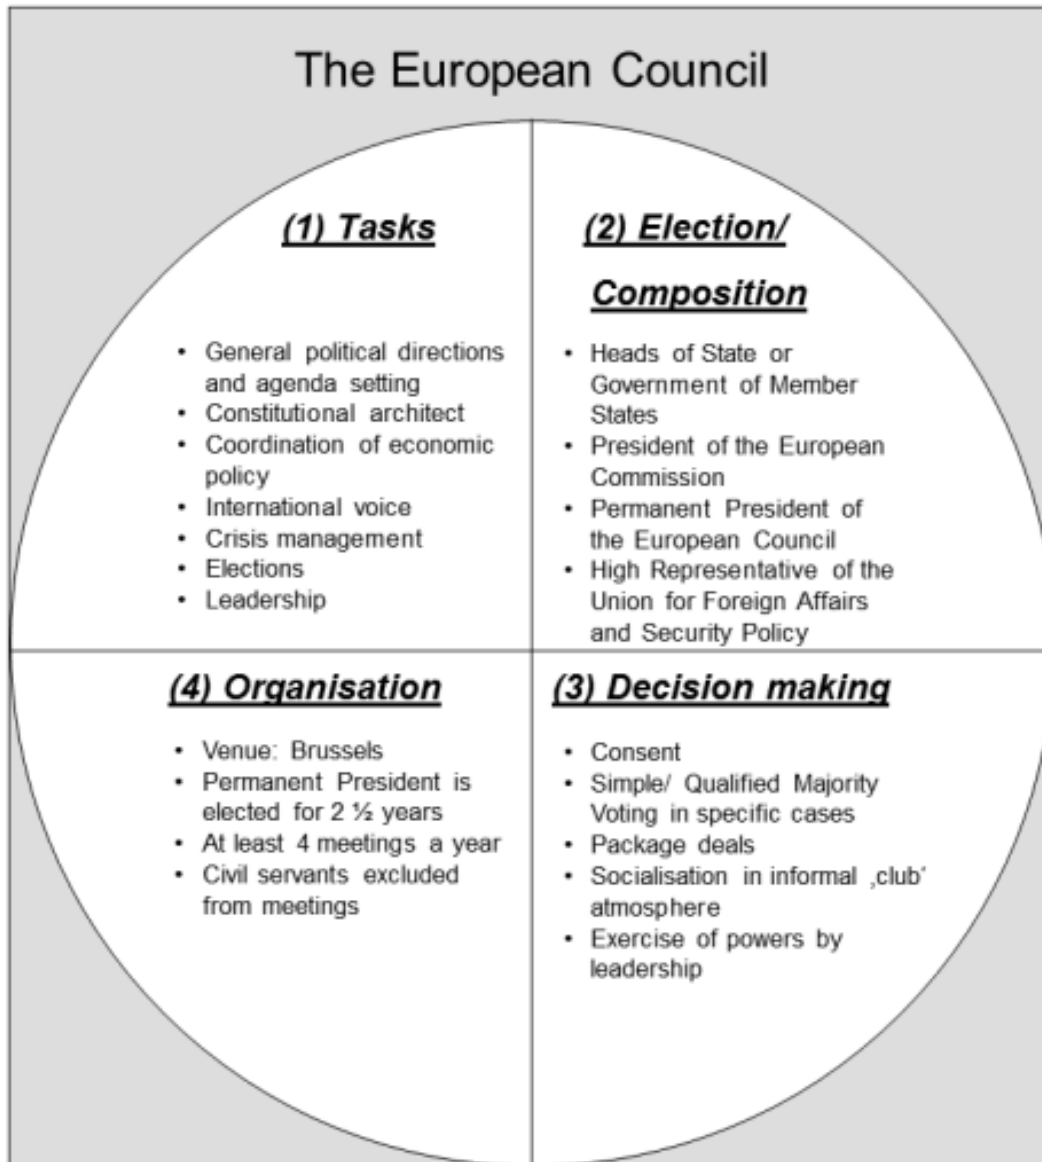 The European Council
(1) Tasks
• General political directions
and agenda setting
• Constitutional architect
• Coordination of economic
policy
• International voice
• Crisis management
• Elections
• Leadership
(2) Election/
Composition
• Heads of State or
Government of Member
States
• President of the European
Commission
• Permanent President of
the European Council
• High Representative of the
Union for Foreign Affairs
and Security Policy
(4) Organisation
• Venue: Brussels
• Permanent President is
elected for 2 ½ years
• At least 4 meetings a year
• Civil servants excluded
from meetings
(3) Decision making
• Consent
• Simple/ Qualified Majority
Voting in specific cases
• Package deals
• Socialisation in informal ‚club‘
atmosphere
• Exercise of powers by
leadership